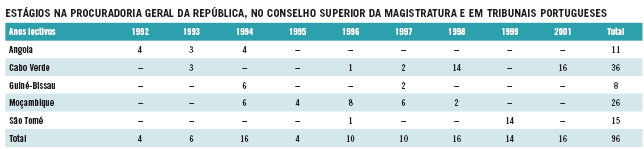 ESTÁGIOS NA PROCURADORIA GERAL DA REPÚBLICA, NO CONSELHO SUPERIOR DA MAGISTRATURA E EM TRIBUNAIS PORTUGUESES
Anos lectivos 1992 1993 1994 1995 1996 1997 1998 1999 2001 Total
Angola 4 3 4 – – – – – – 11
Cabo Verde – 3 – – 1 2 14 – 16 36
Guiné-Bissau – – 6 – – 2 – – – 8
Moçambique – – 6 4 8 6 2 – – 26
São Tomé – – – – 1 – – 14 – 15
Total 4 6 16 4 10 10 16 14 16 96